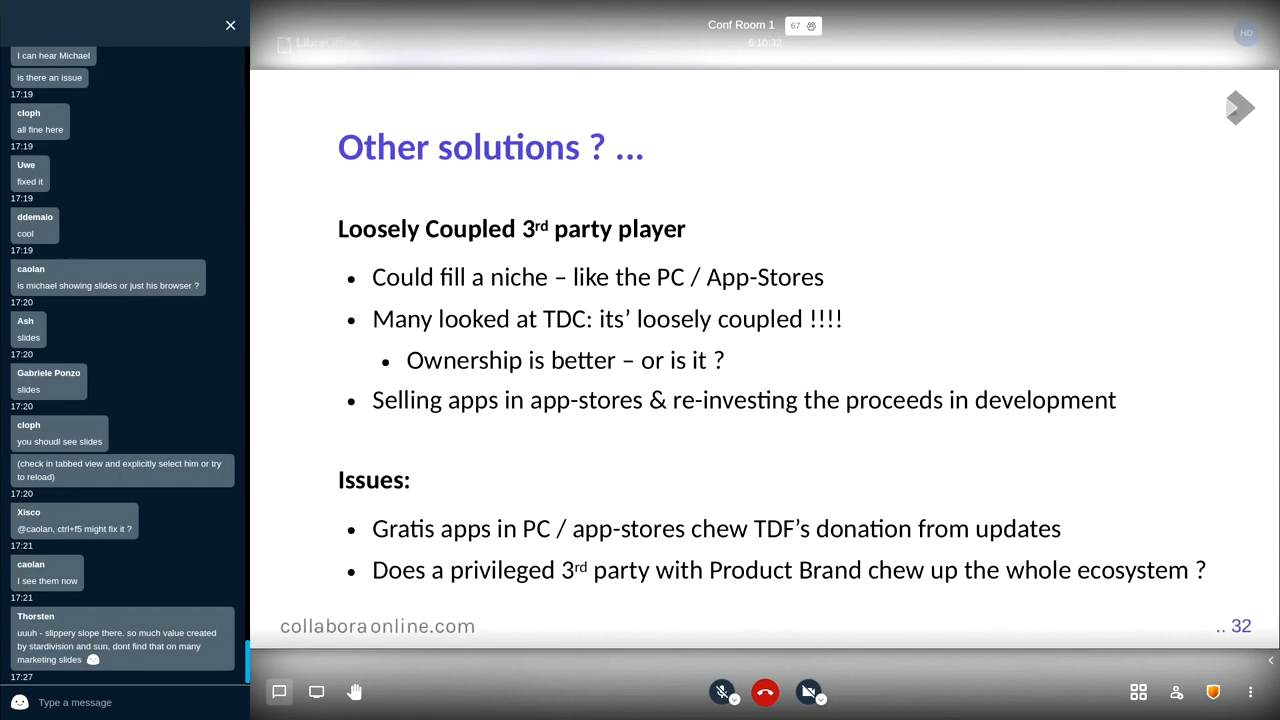 I can hear Michael
is there an issue
17:19
cloph
all fine here
17:19
Uwe
fixed it
17:19
ddemaio
cool
17:19
caolan
is michael showing slides or just his browser ?
17:20
Ash
slides
17:20
Gabriele Ponzo
slides
17:20
cloph
you shoudl see slides
(check in tabbed view and explicitly select him or try
to reload)
17:20
Xisco
@caolan, ctrl+f5 might fix it ?
17:21
caolan
I see them now
17:21
Thorsten
uuuh - slippery slope there. so much value created
by stardivision and sun, dont find that on many
marketing slides
17:27
Type a message
Conf Room 1 67
6:10:32
LibreOffice
HD
Other solutions ? ...
Loosely Coupled 3rd party player
• Could fill a niche – like the PC / App-Stores
• Many looked at TDC: its’ loosely coupled !!!!
• Ownership is better – or is it ?
• Selling apps in app-stores & re-investing the proceeds in development
Issues:
• Gratis apps in PC / app-stores chew TDF’s donation from updates
• Does a privileged 3rd party with Product Brand chew up the whole ecosystem ?
collaboraonline.com
.. 32